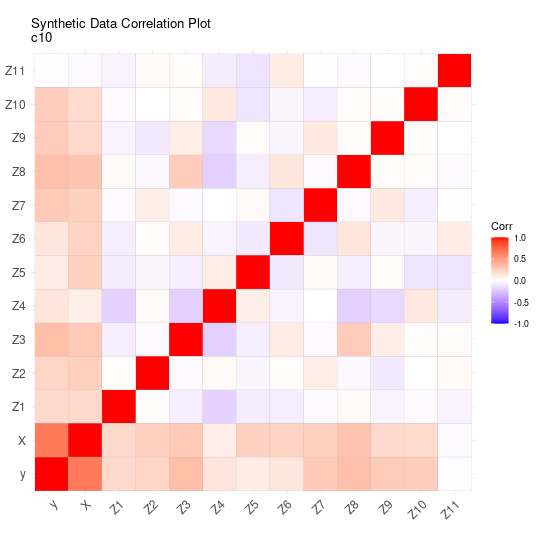 Synthetic Data Correlation Plot
c10
Z11
Z10
Z9
Z8
Z7
Z6
Z5
Z4
Z3
Z2
Z1
X
y
y X Z1 Z2 Z3 Z4 Z5 Z6 Z7 Z8 Z9 Z10 Z11
Corr
1.0
0.5
0.0
-0.5
-1.0